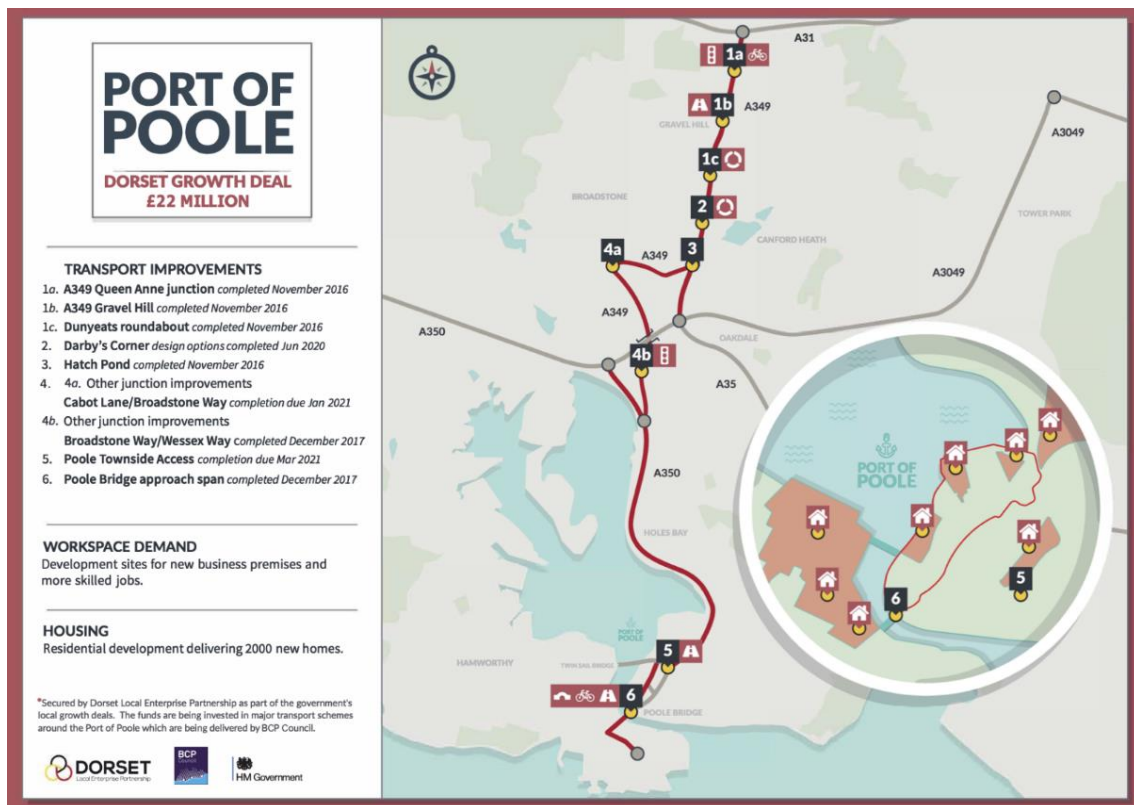 PORT OF
POOLE
DORSET GROWTH DEAL
£22 MILLION
TRANSPORT IMPROVEMENTS
1a. A349 Queen Anne junction completed November 2016
1b. A349 Gravel Hill completed November 2016
1c. Dunyeats roundabout completed November 2016
2. Darby's Corner design options completed Jun 2020
3. Hatch Pond completed November 2016
4. 4a. Other junction improvements
Cabot Lane/Broadstone Way completion due Jan 2021
4b. Other junction improvements
Broadstone Way/Wessex Way completed December 2017
5. Poole Townside Access completion due Mar 2021
6. Poole Bridge approach span completed December 2017
WORKSPACE DEMAND
Development sites for new business premises and
more skilled jobs.
HOUSING
Residential development delivering 2000 new homes.
*Secured by Dorset Local Enterprise Partnership as part of the government's
local growth deals. The funds are being invested in major transport schemes
around the Port of Poole which are being delivered by BCP Council.
DORSET
Local Enterprise Partnership
BCP
Council
HM Government
A31
1a
1b
A349
GRAVEL HILL
A3049
1c
BROADSTONE
2
TOWER PARK
CANFORD HEATH
4a
A349
3
A3049
A349
A350
OAKDALE
4b
A35
A350
HOLES BAY
PORT OF
POOLE
HAMWORTHY
TWIN SAIL BRIDGE
5
6
POOLE BRIDGE
PORT OF
POOLE
5
6